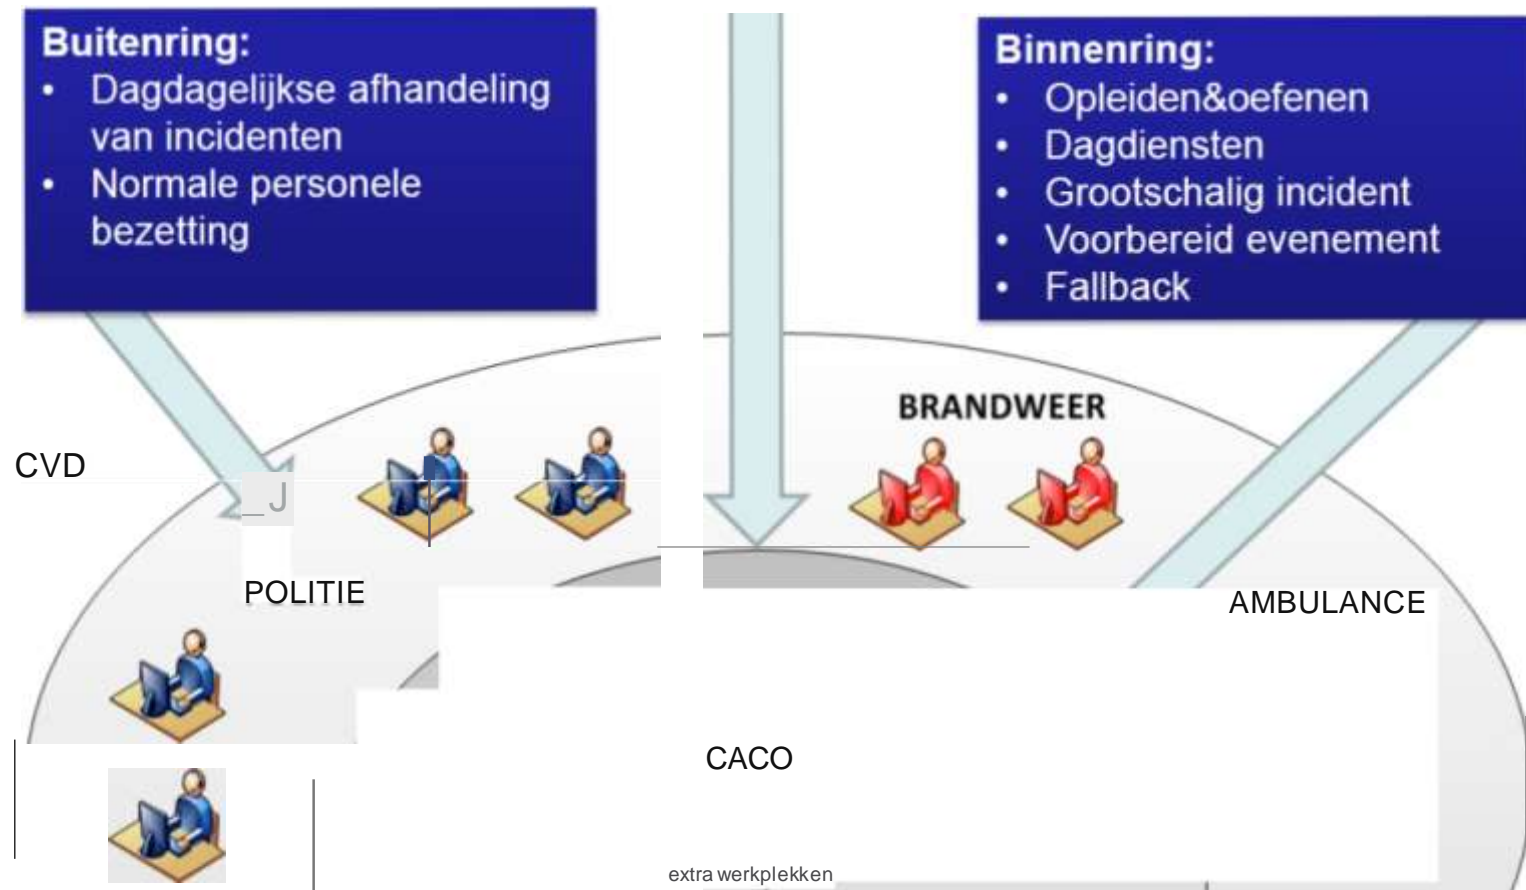 Buitenring:
• Dagdagelijkse afhandeling
van incidenten
• Normale personele
bezetting
Binnenring:
• Opleiden&oefenen
• Dagdiensten
• Grootschalig incident
• Voorbereid evenement
• Fallback
BRANDWEER
CVD
_J
POLITIE
AMBULANCE
CACO
extra werkplekken